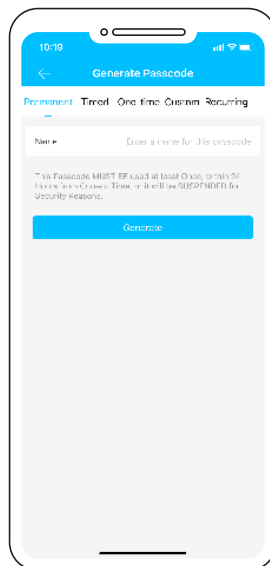 10:19
Generate Passcode
Permanent Timed One-time Custom Recurring
Name Enter a name for this passcode
This Passcode MUST BE used at least Once, within 24
Hours from Current Time, or it will be SUSPENDED for
Security Reasons.
Generate